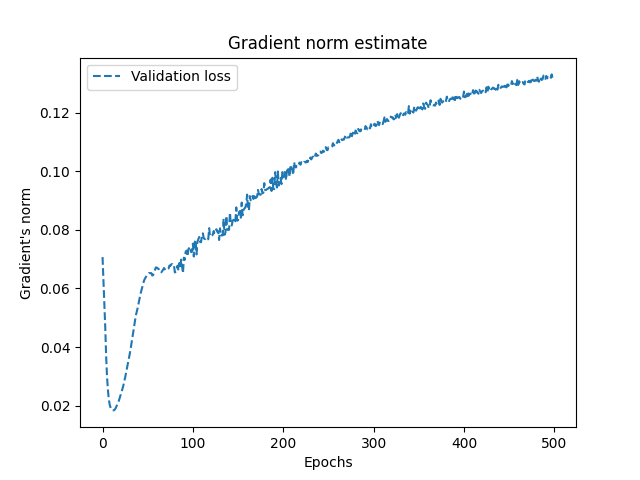 Gradient norm estimate
Validation loss
Gradient's norm
0.12
0.10
0.08
0.06
0.04
0.02
0 100 200 300 400 500
Epochs